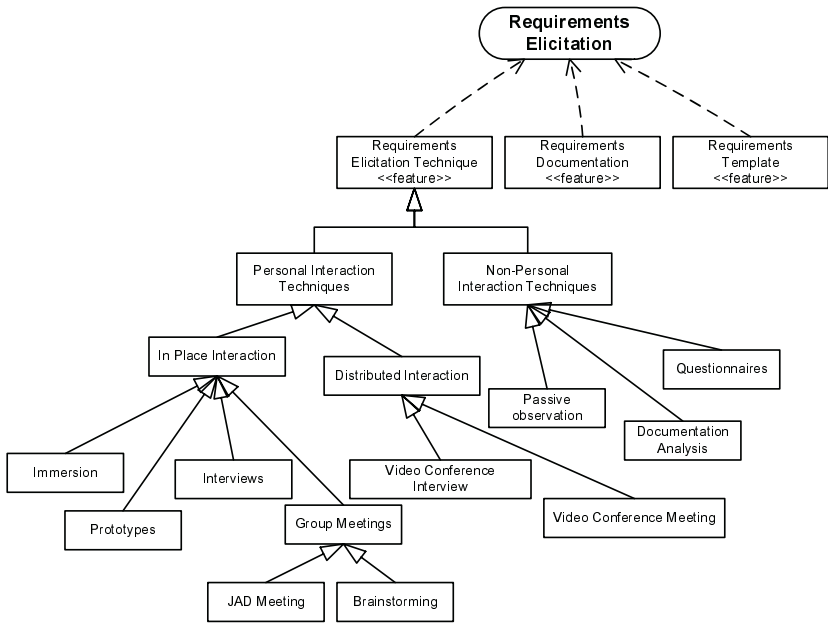 Requirements
Elicitation
Requirements
Elicitation Technique
<<feature>>
Requirements
Documentation
<<feature>>
Requirements
Template
<<feature>>
Personal Interaction
Techniques
Non-Personal
Interaction Techniques
In Place Interaction
Distributed Interaction
Questionnaires
Passive
observation
Documentation
Analysis
Immersion
Interviews
Video Conference
Interview
Prototypes
Group Meetings
Video Conference Meeting
JAD Meeting
Brainstorming